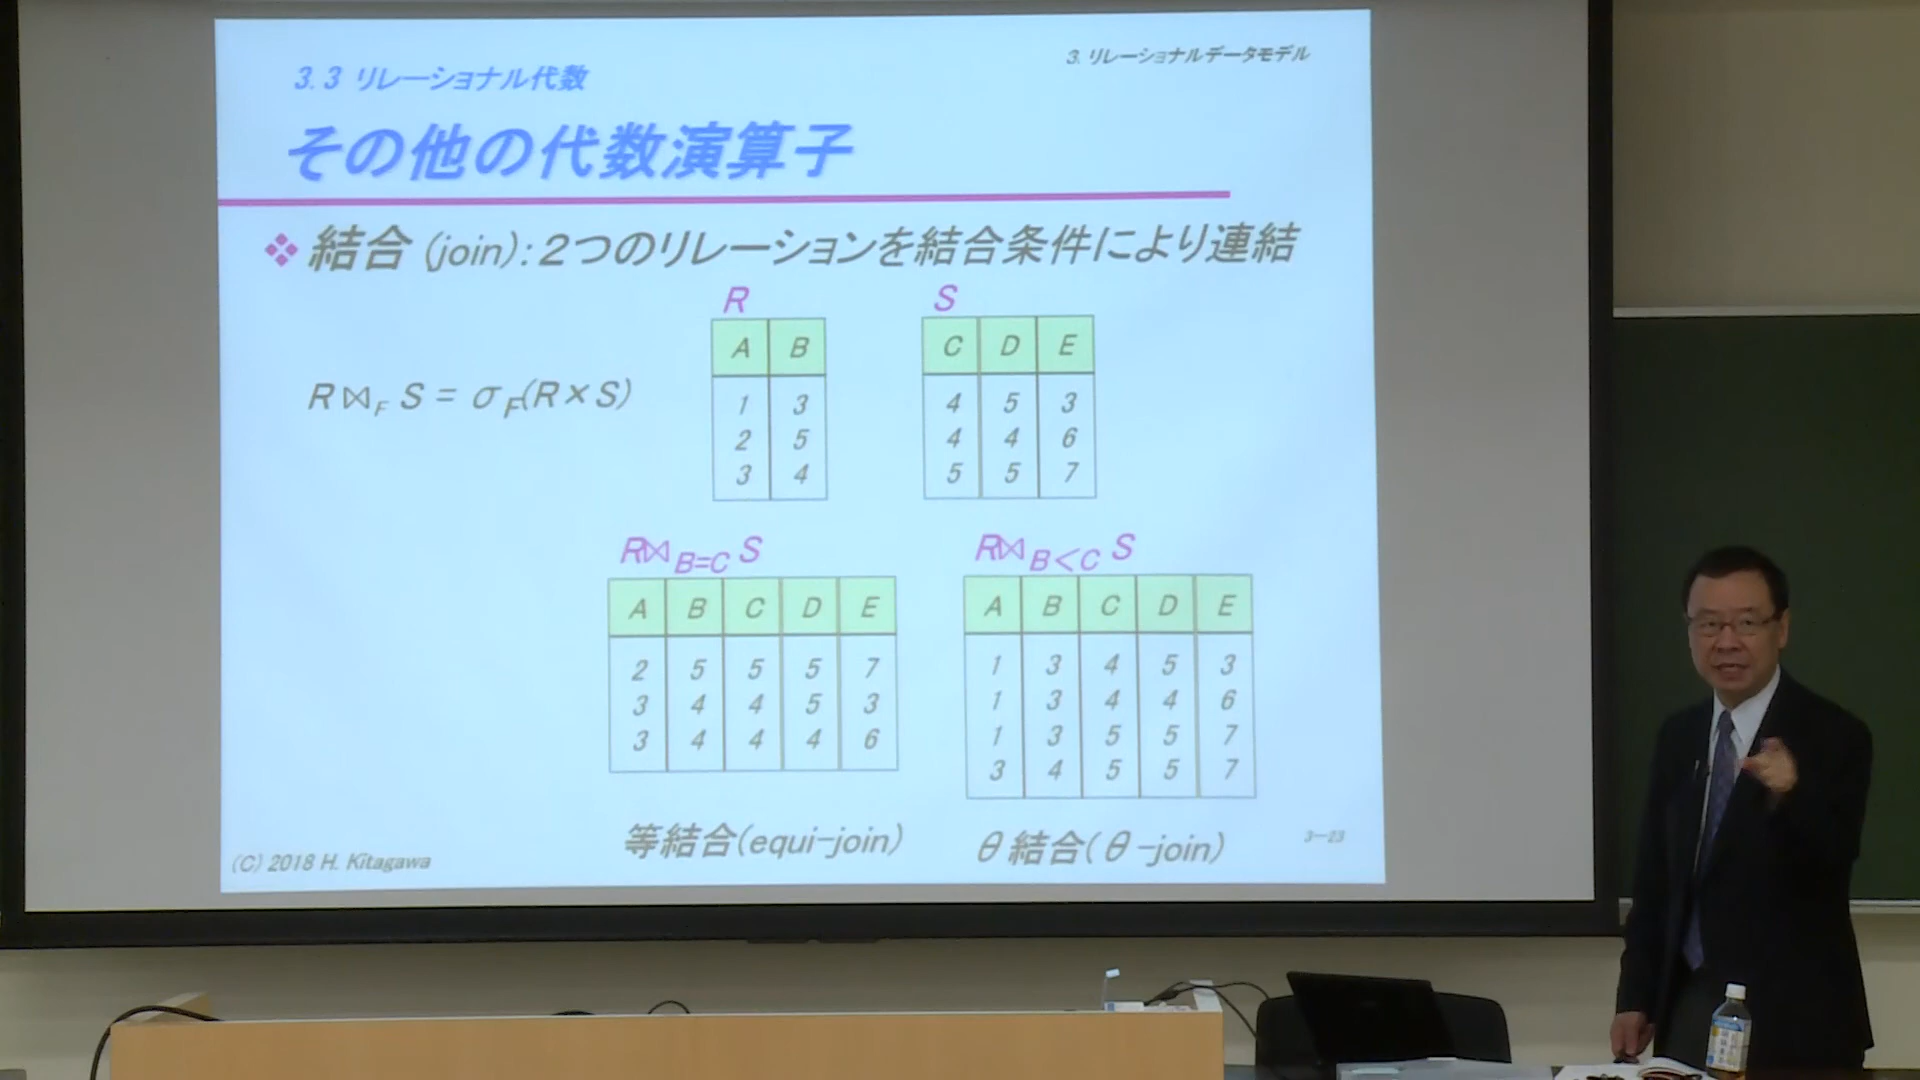 3. リレーショナルデータモデル
3.3 リレーショナル代数
その他の代数演算子
❖ 結合 (join): 2つのリレーションを結合条件により連結
R S
A B C D E
R⋈F S = σF(R×S)
1 3 4 5 3
2 5 4 4 6
3 4 5 5 7
R⋈B=C S R⋈B<C S
A B C D E A B C D E
2 5 5 5 7 1 3 4 5 3
3 4 4 5 3 1 3 4 4 6
3 4 4 4 6 1 3 5 5 7
3 4 5 5 7
等結合(equi-join) θ結合(θ-join)
(C) 2018 H. Kitagawa 3-23